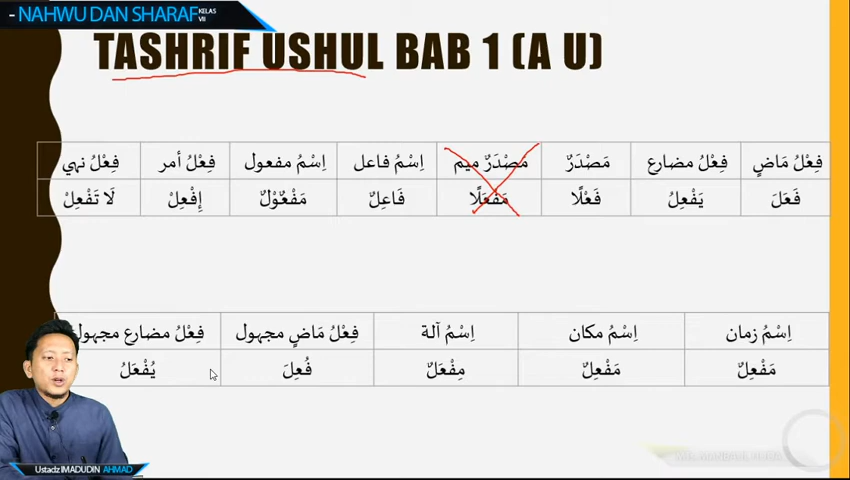 - NAHWU DAN SHARAF KELAS VII
TASHRIF USHUL BAB 1 (A U)
فِعْلُ مَاضٍ فِعْلُ مضارع مَصْدَرٌ مَصْدَرٌ ميم اِسْمُ فاعل اِسْمُ مفعول فِعْلُ أمر فِعْلُ نهي
فَعَلَ يَفْعِلُ فَعْلًا مَفْعَلًا فَاعِلٌ مَفْعُوْلٌ إِفْعِلْ لَا تَفْعِلْ
اِسْمُ زمان اِسْمُ مكان اِسْمُ آلة فِعْلُ مَاضٍ مجهول فِعْلُ مضارع مجهول
مَفْعِلٌ مَفْعِلٌ مِفْعَلٌ فُعِلَ يُفْعَلُ
Ustadz IMADUDIN AHMAD